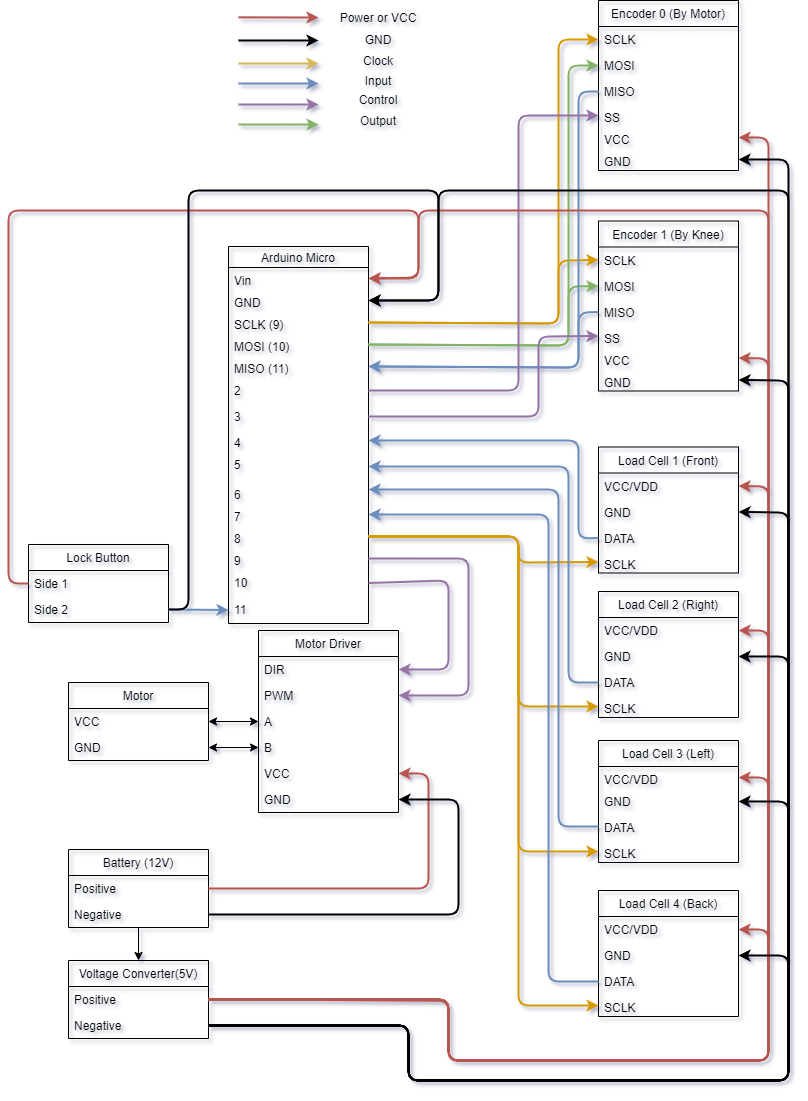 Power or VCC
GND
Clock
Input
Control
Output
Encoder 0 (By Motor)
SCLK
MOSI
MISO
SS
VCC
GND
Arduino Micro
Vin
GND
SCLK (9)
MOSI (10)
MISO (11)
2
3
4
5
6
7
8
9
10
11
Encoder 1 (By Knee)
SCLK
MOSI
MISO
SS
VCC
GND
Load Cell 1 (Front)
VCC/VDD
GND
DATA
SCLK
Lock Button
Side 1
Side 2
Load Cell 2 (Right)
VCC/VDD
GND
DATA
SCLK
Motor Driver
DIR
PWM
A
B
VCC
GND
Motor
VCC
GND
Load Cell 3 (Left)
VCC/VDD
GND
DATA
SCLK
Battery (12V)
Positive
Negative
Load Cell 4 (Back)
VCC/VDD
GND
DATA
SCLK
Voltage Converter(5V)
Positive
Negative